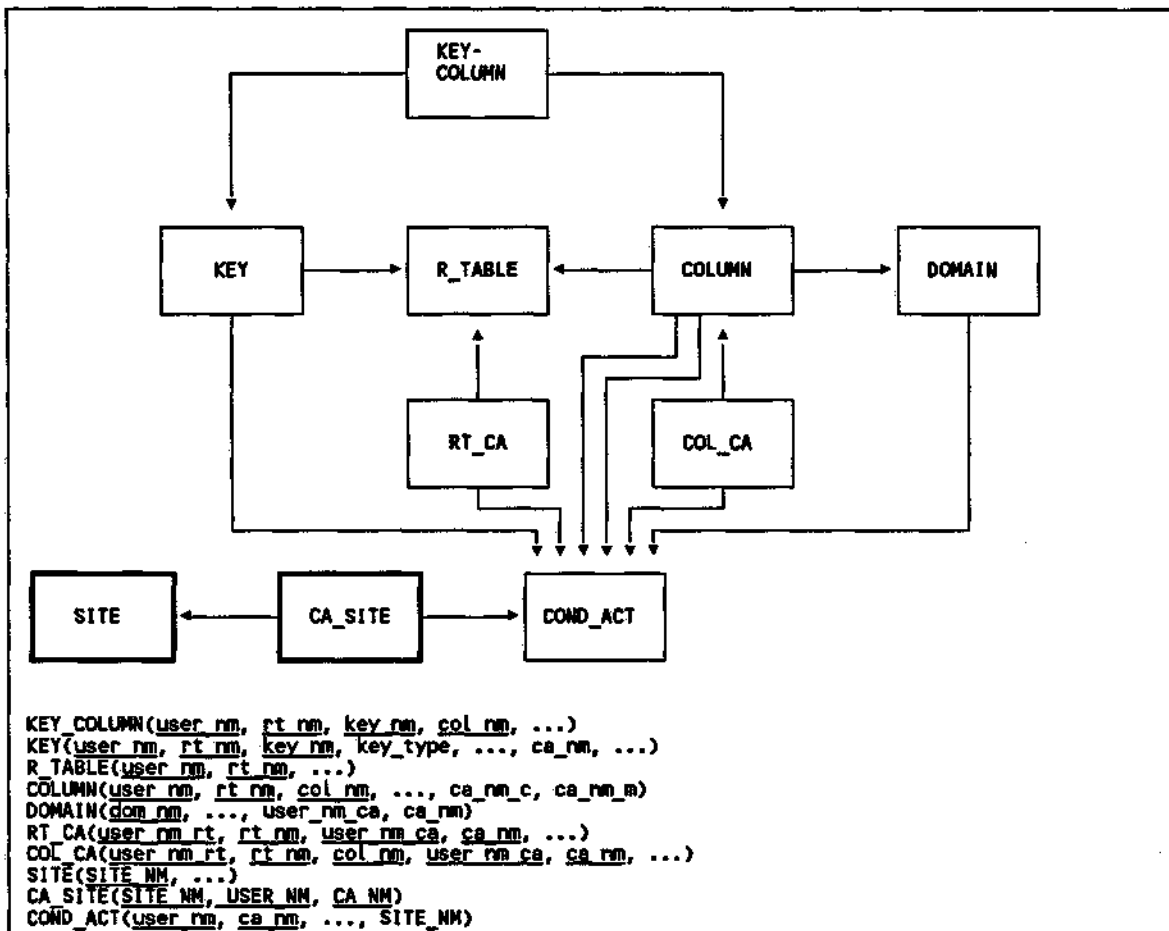 KEY-
COLUMN
KEY
R_TABLE
COLUMN
DOMAIN
RT_CA
COL_CA
SITE
CA_SITE
COND_ACT
KEY_COLUMN(user_nm, rt_nm, key_nm, col_nm, ...)
KEY(user_nm, rt_nm, key_nm, key_type, ..., ca_nm, ...)
R_TABLE(user_nm, rt_nm, ...)
COLUMN(user_nm, rt_nm, col_nm, ..., ca_nm_c, ca_nm_m)
DOMAIN(dom_nm, ..., user_nm_ca, ca_nm)
RT_CA(user_nm_rt, rt_nm, user_nm_ca, ca_nm, ...)
COL_CA(user_nm_rt, rt_nm, col_nm, user_nm_ca, ca_nm, ...)
SITE(SITE_NM, ...)
CA_SITE(SITE_NM, USER_NM, CA_NM)
COND_ACT(user_nm, ca_nm, ..., SITE_NM)